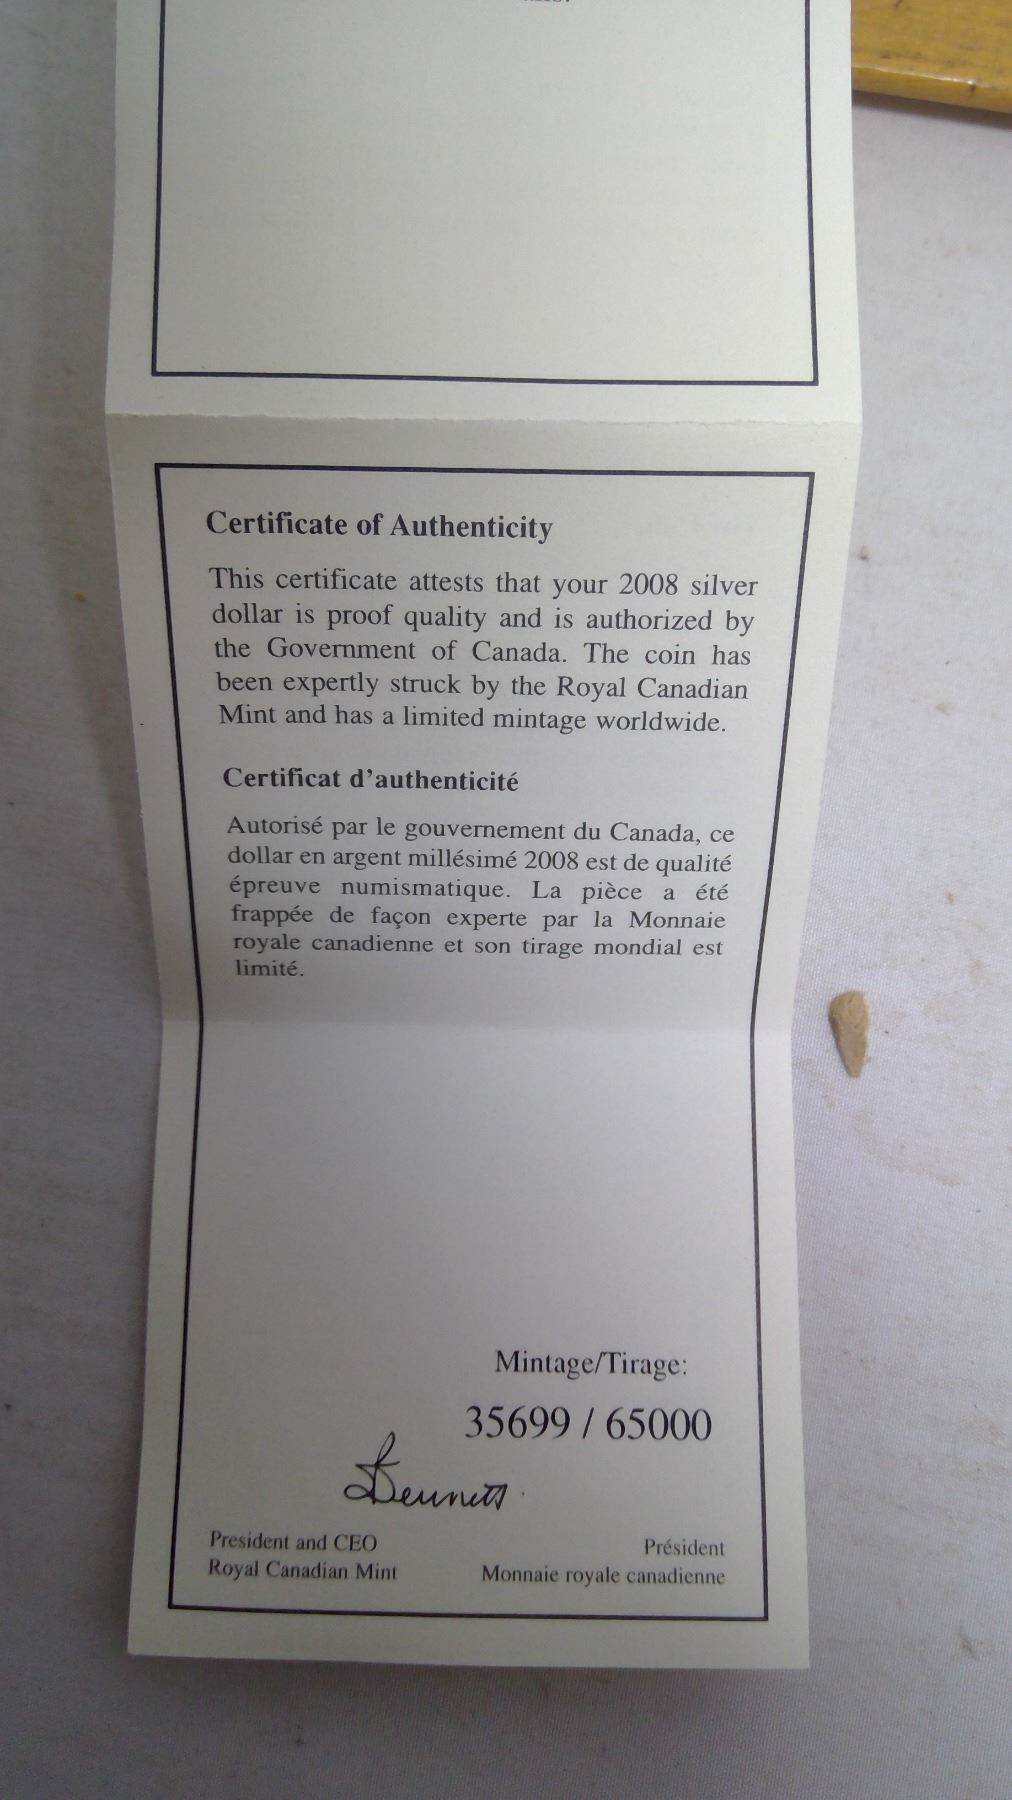 Certificate of Authenticity
This certificate attests that your 2008 silver
dollar is proof quality and is authorized by
the Government of Canada. The coin has
been expertly struck by the Royal Canadian
Mint and has a limited mintage worldwide.
Certificat d'authenticité
Autorisé par le gouvernement du Canada, ce
dollar en argent millésimé 2008 est de qualité
épreuve numismatique. La pièce a été
frappée de façon experte par la Monnaie
royale canadienne et son tirage mondial est
limité.
Mintage/Tirage:
35699 / 65000
Bennett
President and CEO
Royal Canadian Mint
Président
Monnaie royale canadienne